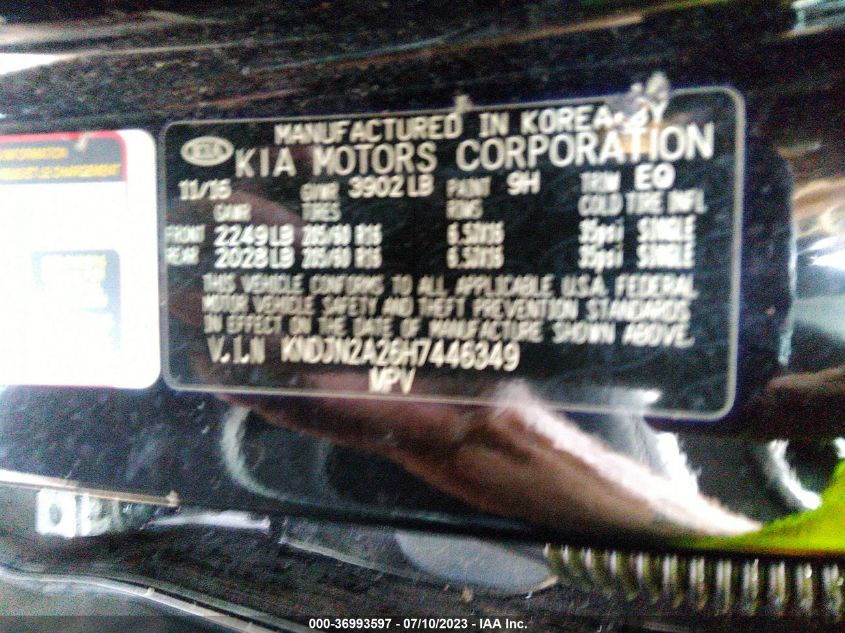 MANUFACTURED IN KOREA BY
KIA KIA MOTORS CORPORATION
11/16 GVWR 3902 LB PAINT 9H TRIM EQ
GAWR TIRES RIMS COLD TIRE INFL
FRONT 2249 LB 205/60 R16 6.5JX16 35psi SINGLE
REAR 2028 LB 205/60 R16 6.5JX16 35psi SINGLE
THIS VEHICLE CONFORMS TO ALL APPLICABLE U.S.A. FEDERAL
MOTOR VEHICLE SAFETY AND THEFT PREVENTION STANDARDS
IN EFFECT ON THE DATE OF MANUFACTURE SHOWN ABOVE.
V.I.N KNDJN2A26H7446349
MPV
000-36993597 - 07/10/2023 - IAA Inc.